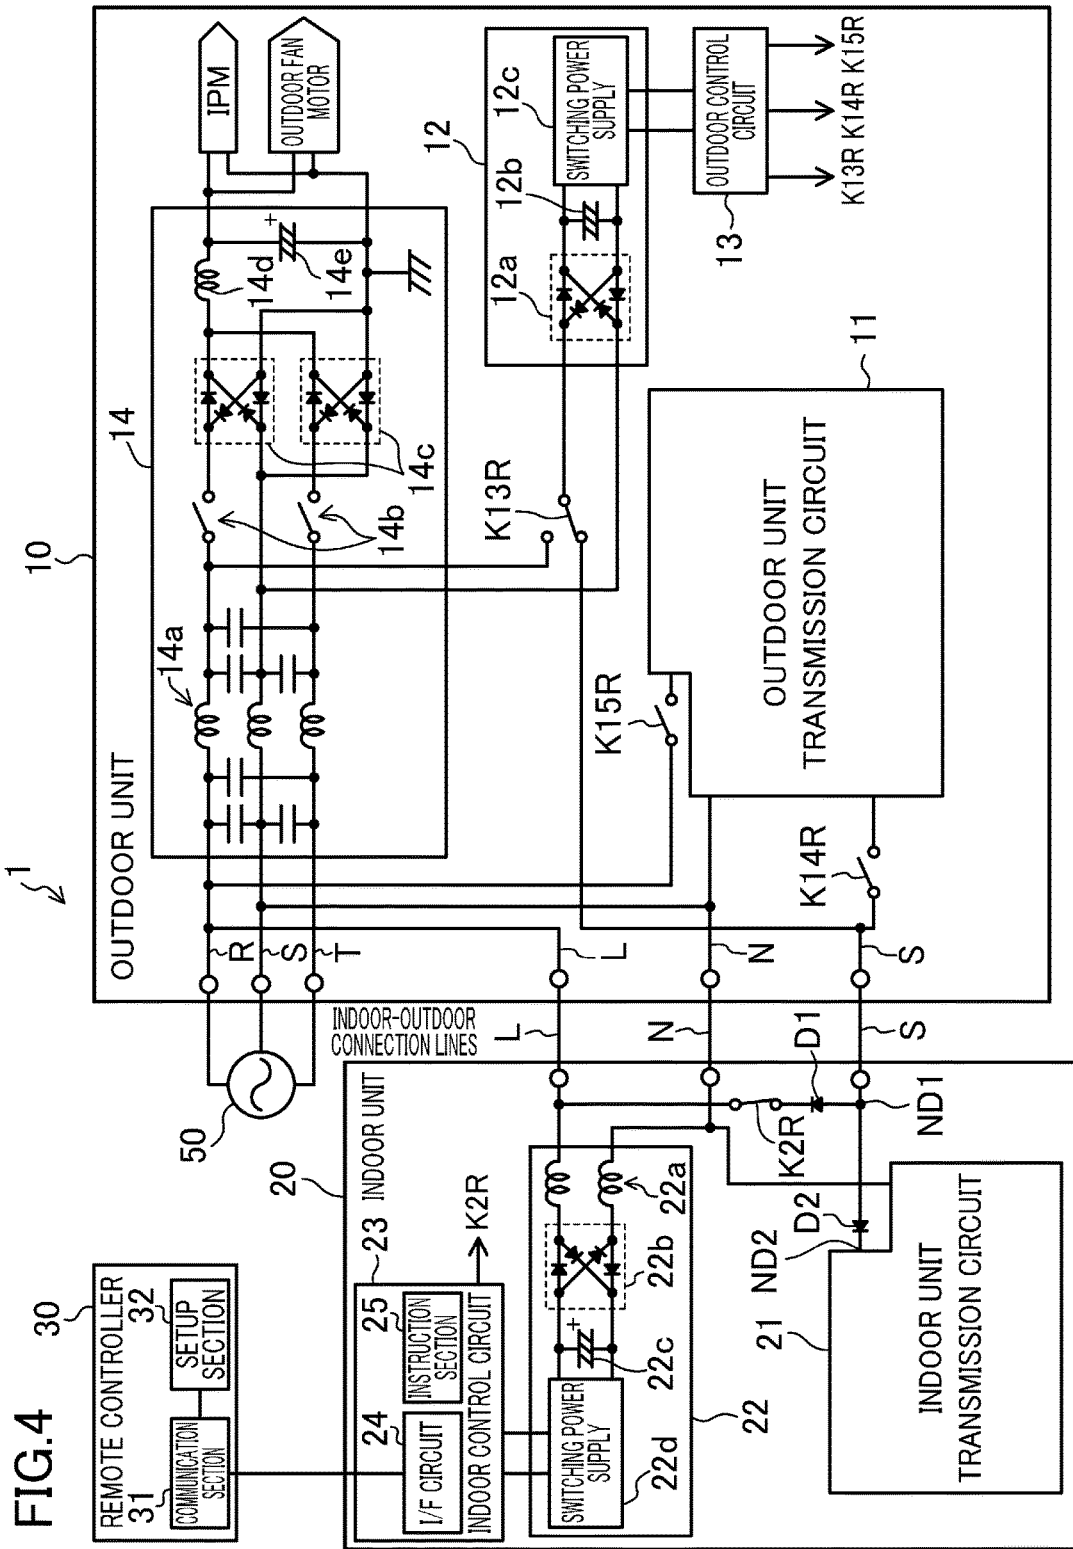 FIG.4
1
10
OUTDOOR UNIT
14
14a
14b
14c
14d
14e
+
IPM
OUTDOOR FAN
MOTOR
R
S
T
50
12
12a
12b
12c
SWITCHING POWER
SUPPLY
13
OUTDOOR CONTROL
CIRCUIT
K13R K14R K15R
K13R
K15R
K14R
11
OUTDOOR UNIT
TRANSMISSION CIRCUIT
L
N
S
INDOOR-OUTDOOR
CONNECTION LINES
L
N
S
30
REMOTE CONTROLLER
31
COMMUNICATION
SECTION
32
SETUP
SECTION
20
INDOOR UNIT
23
24
I/F CIRCUIT
25
INSTRUCTION
SECTION
INDOOR CONTROL CIRCUIT
K2R
22
22a
22b
22c
+
22d
SWITCHING POWER
SUPPLY
K2R
D1
ND1
D2
ND2
21
INDOOR UNIT
TRANSMISSION CIRCUIT